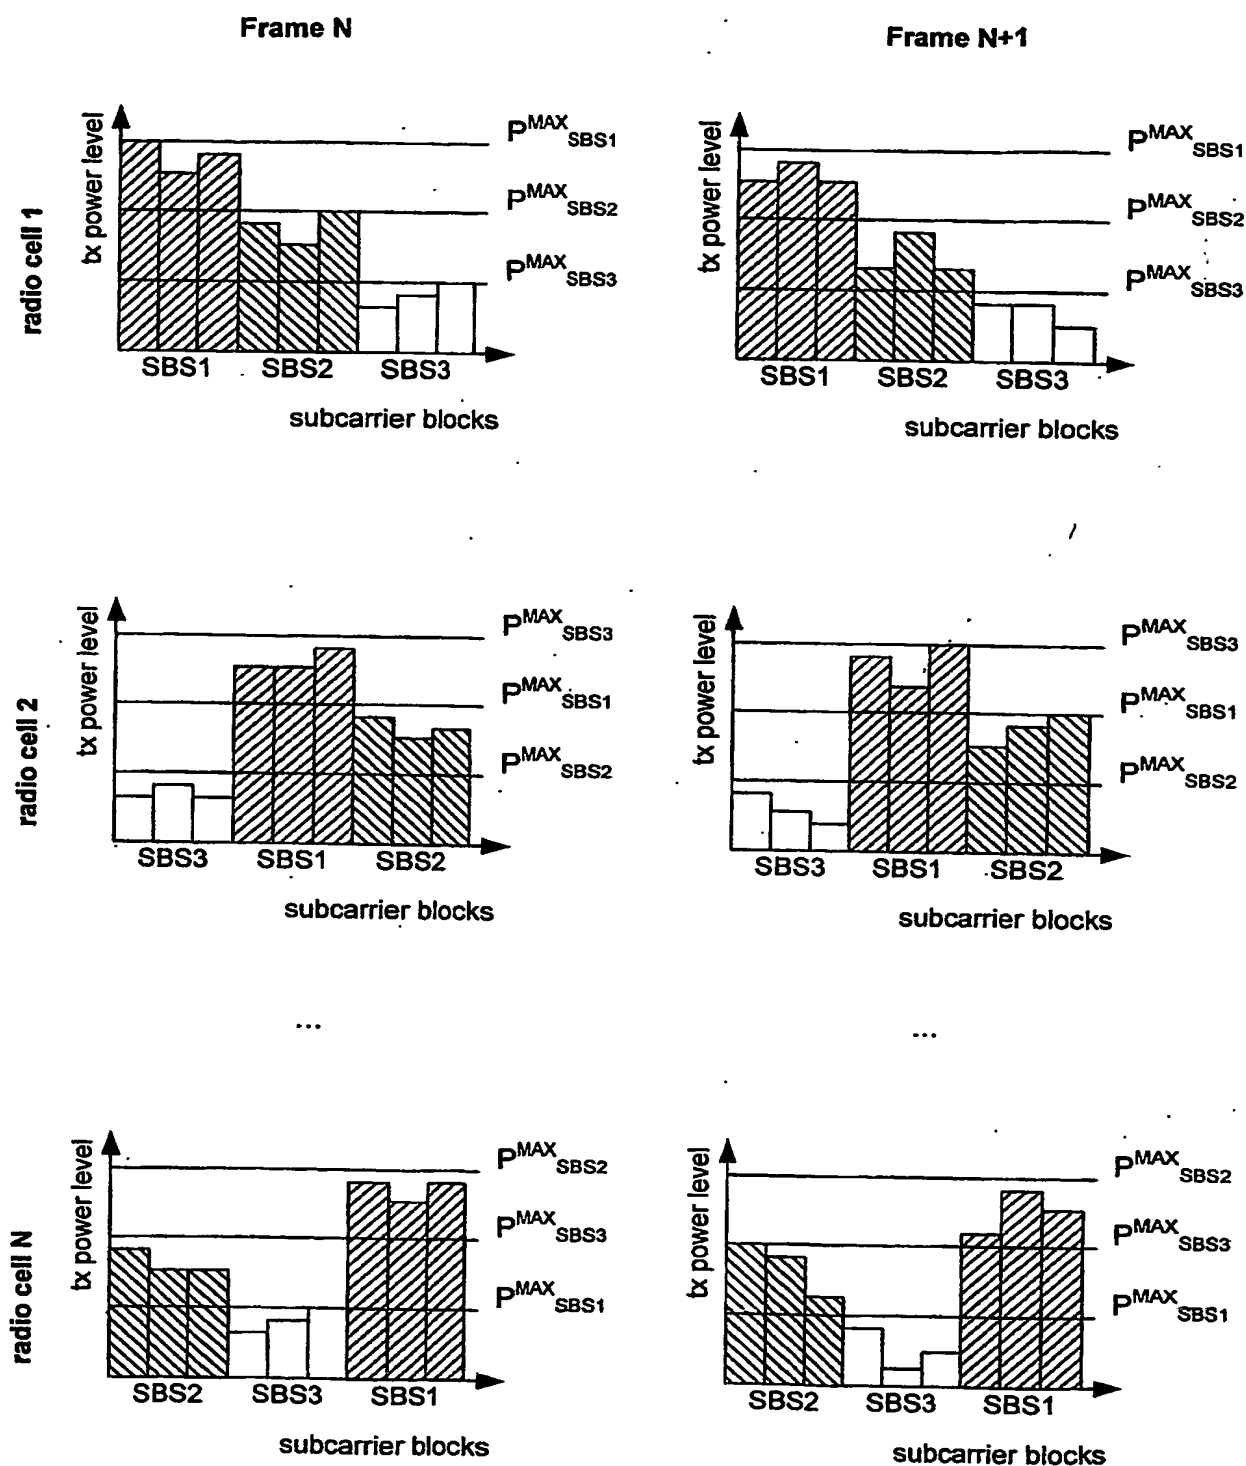 Frame N
Frame N+1
radio cell 1
tx power level
P^MAX_SBS1
P^MAX_SBS2
P^MAX_SBS3
SBS1 SBS2 SBS3
subcarrier blocks
tx power level
P^MAX_SBS1
P^MAX_SBS2
P^MAX_SBS3
SBS1 SBS2 SBS3
subcarrier blocks
radio cell 2
tx power level
P^MAX_SBS3
P^MAX_SBS1
P^MAX_SBS2
SBS3 SBS1 SBS2
subcarrier blocks
tx power level
P^MAX_SBS3
P^MAX_SBS1
P^MAX_SBS2
SBS3 SBS1 SBS2
subcarrier blocks
...
...
radio cell N
tx power level
P^MAX_SBS2
P^MAX_SBS3
P^MAX_SBS1
SBS2 SBS3 SBS1
subcarrier blocks
tx power level
P^MAX_SBS2
P^MAX_SBS3
P^MAX_SBS1
SBS2 SBS3 SBS1
subcarrier blocks